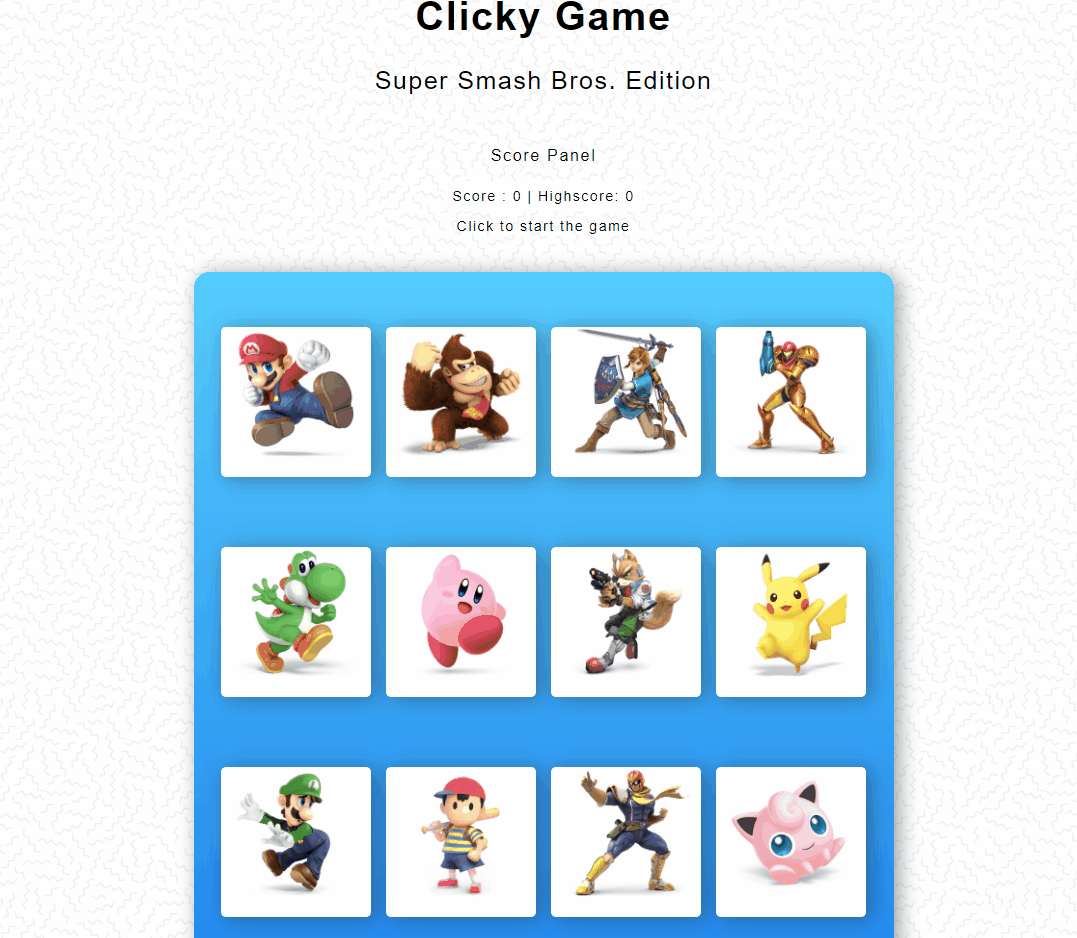 Clicky Game
Super Smash Bros. Edition
Score Panel
Score : 0 | Highscore: 0
Click to start the game